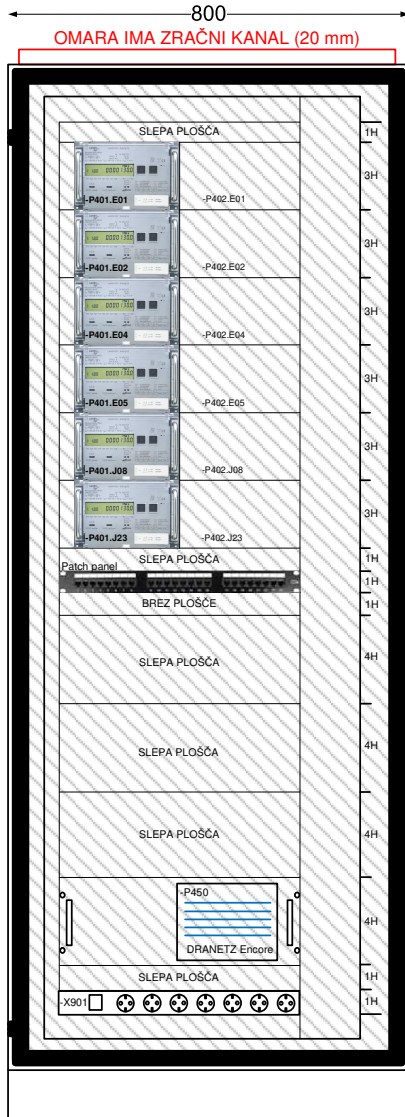 800
OMARA IMA ZRAČNI KANAL (20 mm)
SLEPA PLOŠČA 1H
-P401.E01 -P402.E01 3H
-P401.E02 -P402.E02 3H
-P401.E04 -P402.E04 3H
-P401.E05 -P402.E05 3H
-P401.J08 -P402.J08 3H
-P401.J23 -P402.J23 3H
SLEPA PLOŠČA 1H
Patch panel 1H
BREZ PLOŠČE 1H
SLEPA PLOŠČA 4H
SLEPA PLOŠČA 4H
SLEPA PLOŠČA 4H
-P450
DRANETZ Encore 4H
SLEPA PLOŠČA 1H
-X901 1H